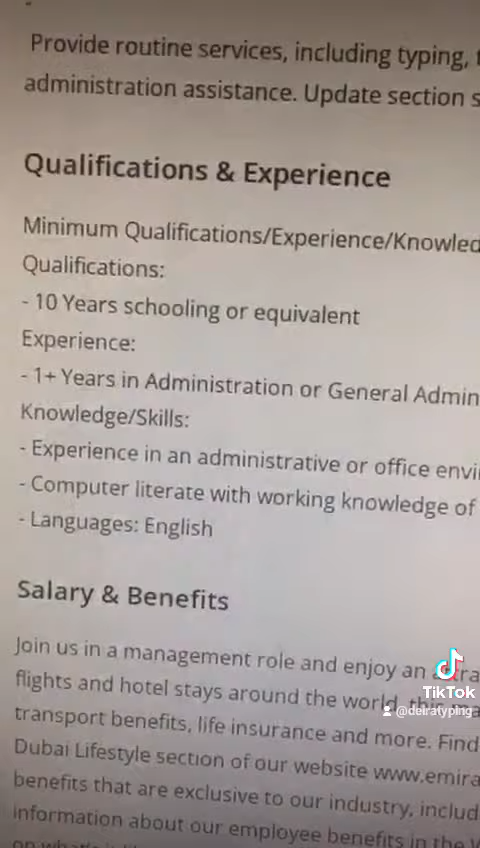 Provide routine services, including typing,
administration assistance. Update section s
Qualifications & Experience
Minimum Qualifications/Experience/Knowled
Qualifications:
- 10 Years schooling or equivalent
Experience:
- 1+ Years in Administration or General Admin
Knowledge/Skills:
- Experience in an administrative or office envi
- Computer literate with working knowledge of
- Languages: English
Salary & Benefits
Join us in a management role and enjoy an
flights and hotel stays around the world,
transport benefits, life insurance and more. Find
Dubai Lifestyle section of our website www.emira
benefits that are exclusive to our industry, includ
information about our employee benefits in the
TikTok
@deiratyping